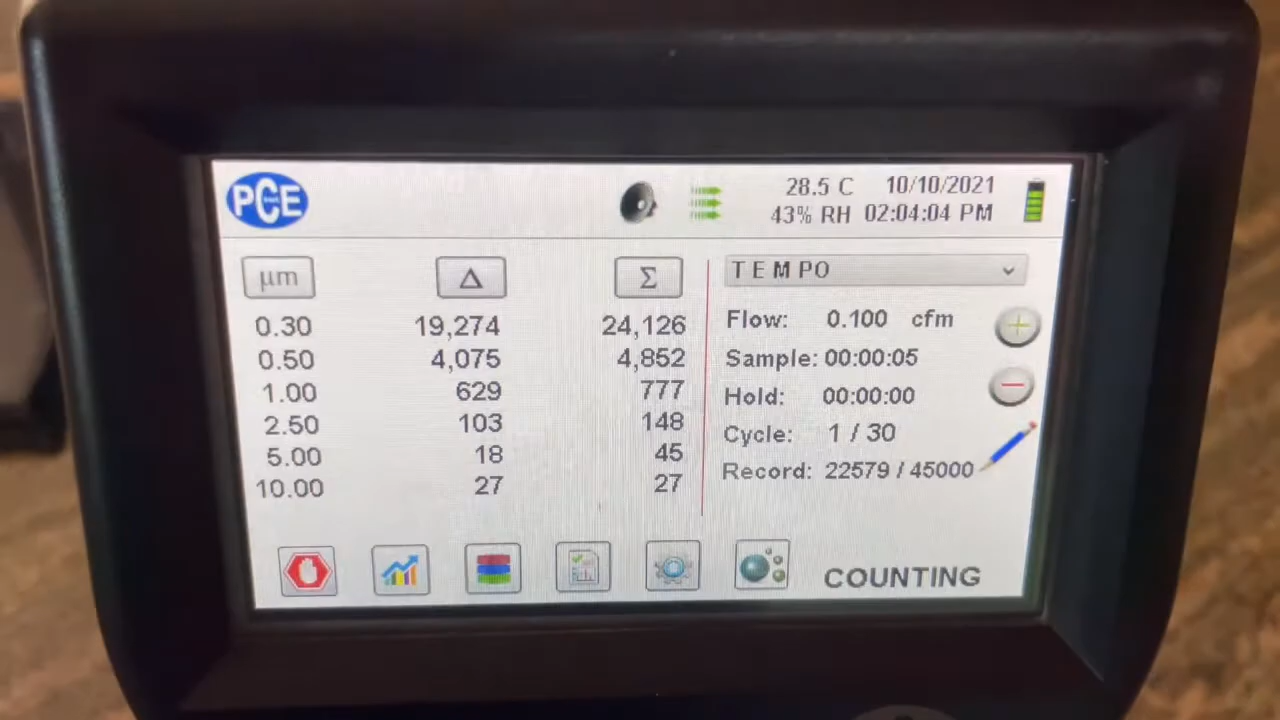 PCE
28.5 C 10/10/2021
43% RH 02:04:04 PM
µm Δ Σ
TEMPO
0.30 19,274 24,126
0.50 4,075 4,852
1.00 629 777
2.50 103 148
5.00 18 45
10.00 27 27
Flow: 0.100 cfm
Sample: 00:00:05
Hold: 00:00:00
Cycle: 1 / 30
Record: 22579 / 45000
COUNTING